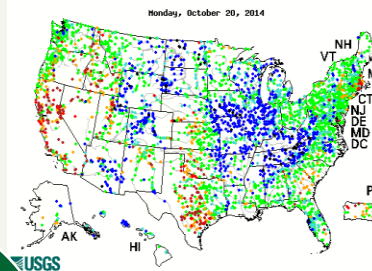 Monday, October 20, 2014
NH
VT
M
CT
NJ
DE
MD
DC
P
AK
HI
USGS